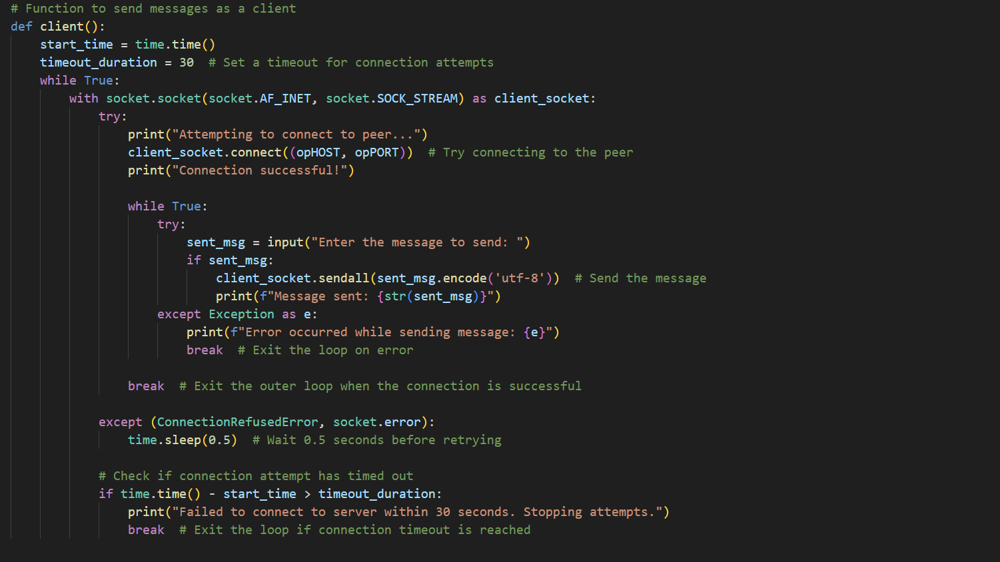 # Function to send messages as a client
def client():
    start_time = time.time()
    timeout_duration = 30  # Set a timeout for connection attempts
    while True:
        with socket.socket(socket.AF_INET, socket.SOCK_STREAM) as client_socket:
            try:
                print("Attempting to connect to peer...")
                client_socket.connect((opHOST, opPORT))  # Try connecting to the peer
                print("Connection successful!")

                while True:
                    try:
                        sent_msg = input("Enter the message to send: ")
                        if sent_msg:
                            client_socket.sendall(sent_msg.encode('utf-8'))  # Send the message
                            print(f"Message sent: {str(sent_msg)}")
                    except Exception as e:
                        print(f"Error occurred while sending message: {e}")
                        break  # Exit the loop on error

                break  # Exit the outer loop when the connection is successful

            except (ConnectionRefusedError, socket.error):
                time.sleep(0.5)  # Wait 0.5 seconds before retrying

            # Check if connection attempt has timed out
            if time.time() - start_time > timeout_duration:
                print("Failed to connect to server within 30 seconds. Stopping attempts.")
                break  # Exit the loop if connection timeout is reached